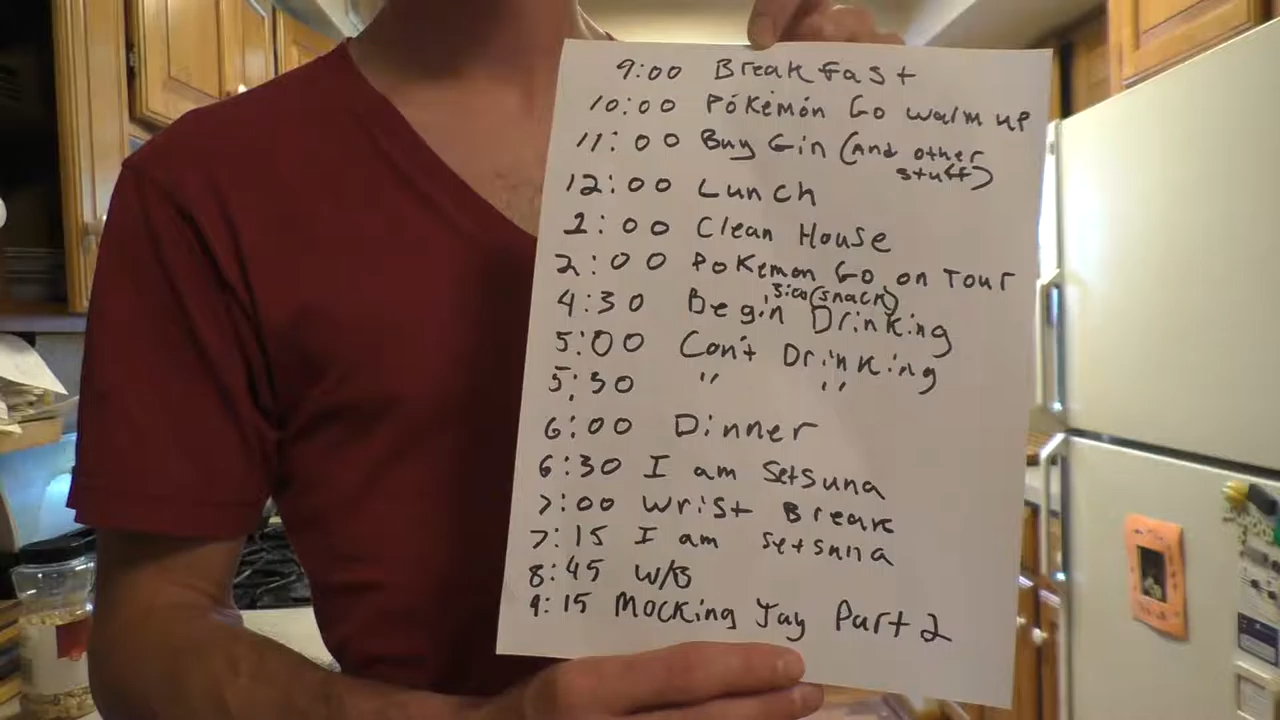 9:00 Breakfast
10:00 Pókemón Go warm up
11:00 Buy Gin (and other
stuff)
12:00 Lunch
1:00 Clean House
2:00 Pokemon Go on Tour
3:00 (snack)
4:30 Begin Drinking
5:00 Con't Drinking
5:30 " "
6:00 Dinner
6:30 I am Setsuna
7:00 Wrist Break
7:15 I am Setsuna
8:45 W/B
9:15 Mocking Jay Part 2